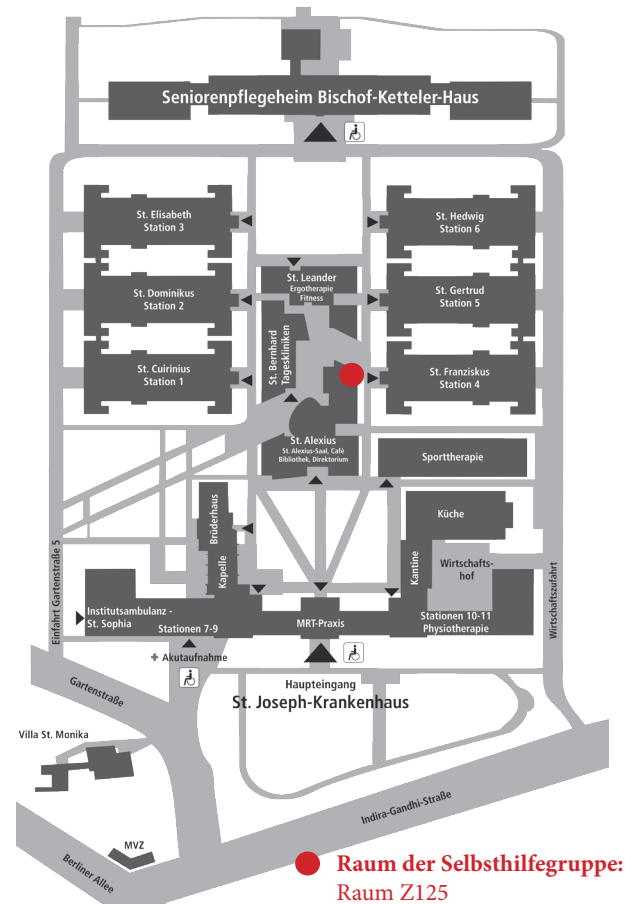 Seniorenpflegeheim Bischof-Ketteler-Haus
St. Elisabeth
Station 3
St. Hedwig
Station 6
St. Leander
Ergotherapie
Fitness
St. Dominikus
Station 2
St. Gertrud
Station 5
St. Bernhard
Tageskliniken
St. Cuirinius
Station 1
St. Franziskus
Station 4
St. Alexius
St. Alexius-Saal, Café
Bibliothek, Direktorium
Sporttherapie
Brüderhaus
Küche
Einfahrt Gartenstraße 5
Kapelle
Kantine
Wirtschafts-
hof
Wirtschaftszufahrt
Institutsambulanz -
St. Sophia
Stationen 7-9
MRT-Praxis
Stationen 10-11
Physiotherapie
Akutaufnahme
Haupteingang
St. Joseph-Krankenhaus
Gartenstraße
Villa St. Monika
Indira-Gandhi-Straße
MVZ
Berliner Allee
Raum der Selbsthilfegruppe:
Raum Z125